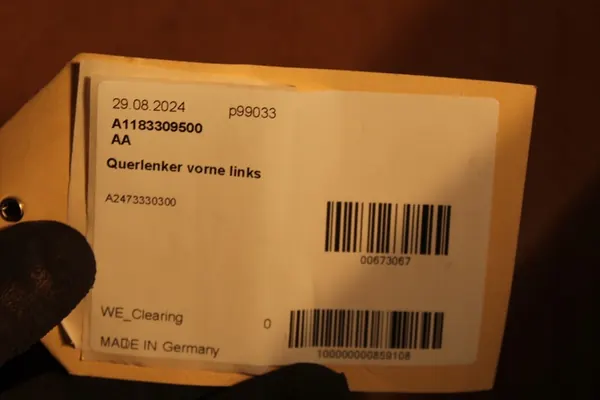 29.08.2024 p99033
A1183309500
AA
Querlenker vorne links
A2473330300
00673067
WE_Clearing 0
100000000859108
MADE IN Germany